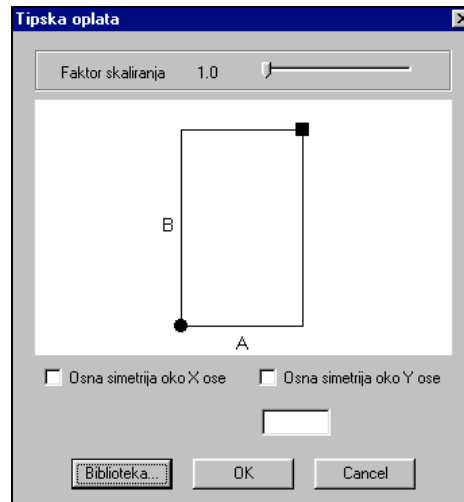 Tipska oplata
Faktor skaliranja 1.0
B
A
Osna simetrija oko X ose Osna simetrija oko Y ose
Biblioteka... OK Cancel